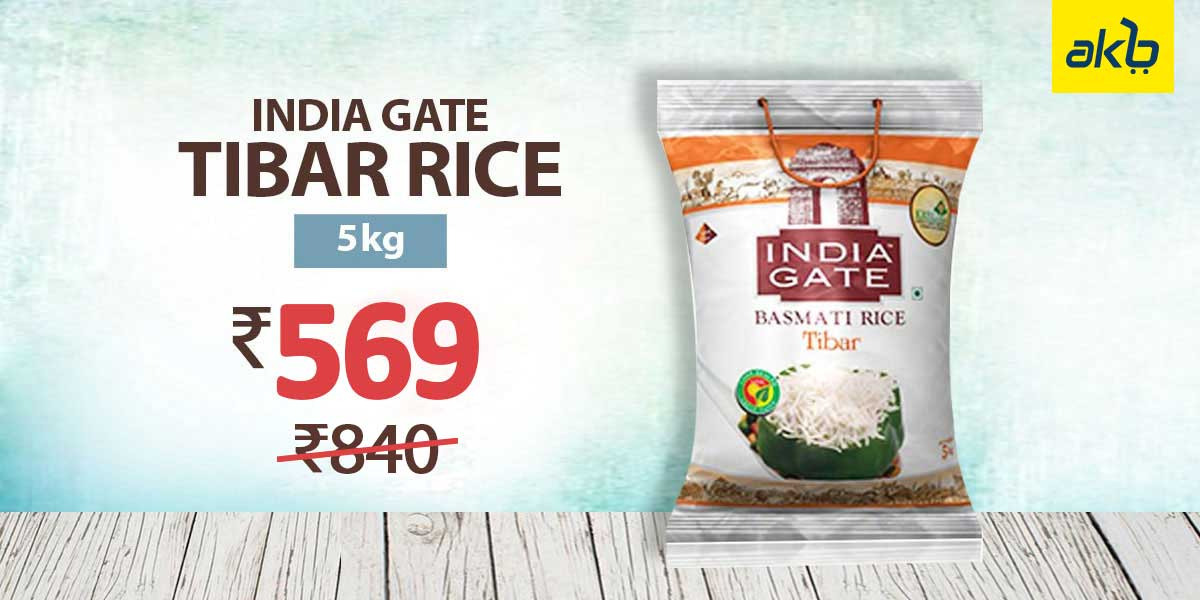 akb
INDIA GATE
TIBAR RICE
5kg
₹569
₹840
INDIA
GATE
BASMATI RICE
Tibar